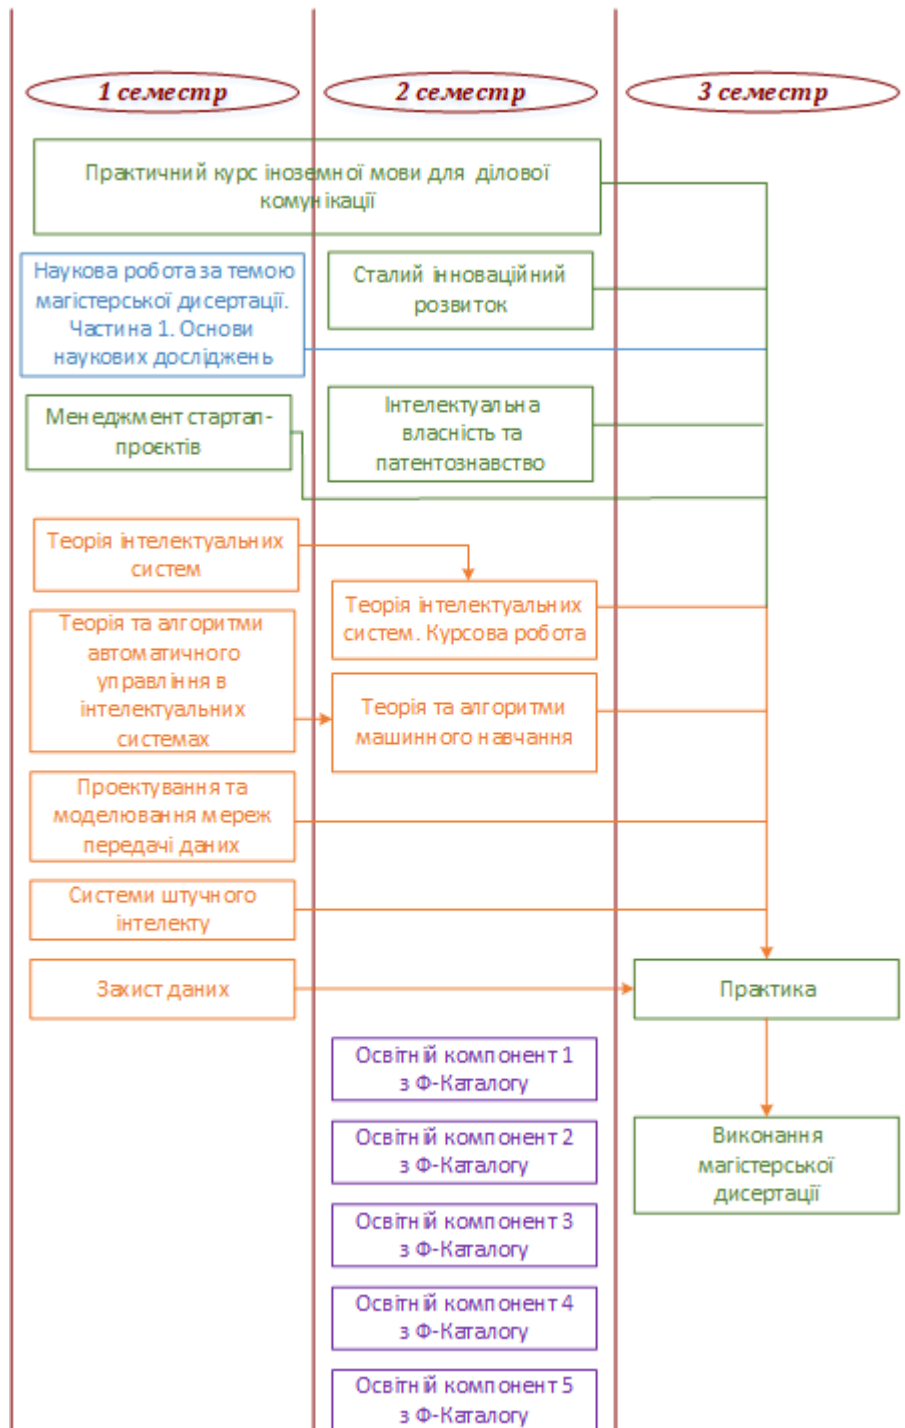 1 семестр
2 семестр
3 семестр
Практичний курс іноземної мови для ділової
комунікації
Наукова робота за темою
магістерської дисертації.
Частина 1. Основи
наукових досліджень
Сталий інноваційний
розвиток
Менеджмент стартап-
проєктів
Інтелектуальна
власність та
патентознавство
Теорія інтелектуальних
систем
Теорія інтелектуальних
систем. Курсова робота
Теорія та алгоритми
автоматичного
управління в
інтелектуальних
системах
Теорія та алгоритми
машинного навчання
Проектування та
моделювання мереж
передачі даних
Системи штучного
інтелекту
Захист даних
Практика
Освітній компонент 1
з Ф-Каталогу
Освітній компонент 2
з Ф-Каталогу
Виконання
магістерської
дисертації
Освітній компонент 3
з Ф-Каталогу
Освітній компонент 4
з Ф-Каталогу
Освітній компонент 5
з Ф-Каталогу